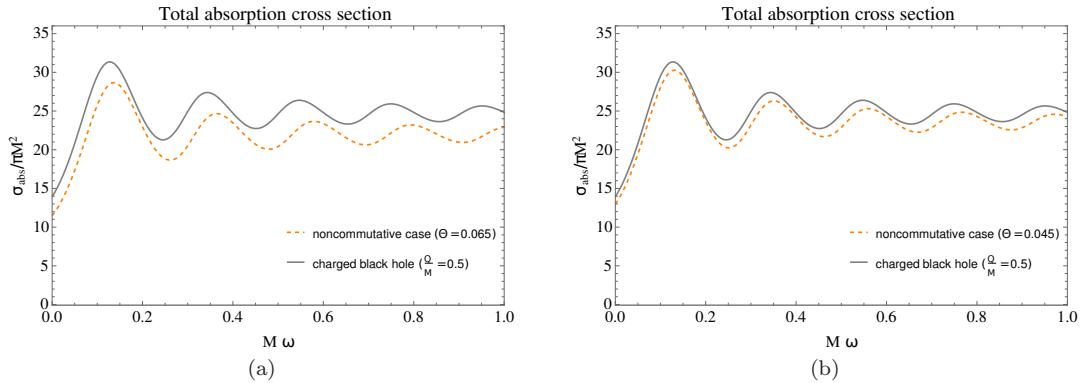 Total absorption cross section
35
30
25
20
15
10
5
0
σabs/πM²
noncommutative case (Θ=0.065)
charged black hole (Q/M=0.5)
0.0 0.2 0.4 0.6 0.8 1.0
M ω
(a)
Total absorption cross section
35
30
25
20
15
10
5
0
σabs/πM²
noncommutative case (Θ=0.045)
charged black hole (Q/M=0.5)
0.0 0.2 0.4 0.6 0.8 1.0
M ω
(b)